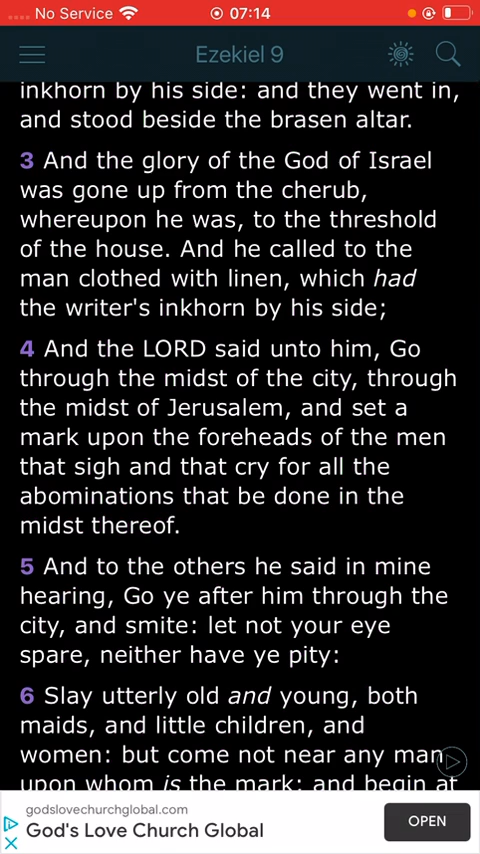 No Service 07:14
Ezekiel 9
inkhorn by his side: and they went in,
and stood beside the brasen altar.
3 And the glory of the God of Israel
was gone up from the cherub,
whereupon he was, to the threshold
of the house. And he called to the
man clothed with linen, which had
the writer's inkhorn by his side;
4 And the LORD said unto him, Go
through the midst of the city, through
the midst of Jerusalem, and set a
mark upon the foreheads of the men
that sigh and that cry for all the
abominations that be done in the
midst thereof.
5 And to the others he said in mine
hearing, Go ye after him through the
city, and smite: let not your eye
spare, neither have ye pity:
6 Slay utterly old and young, both
maids, and little children, and
women: but come not near any man
upon whom is the mark; and begin at
godslovechurchglobal.com
God's Love Church Global
OPEN